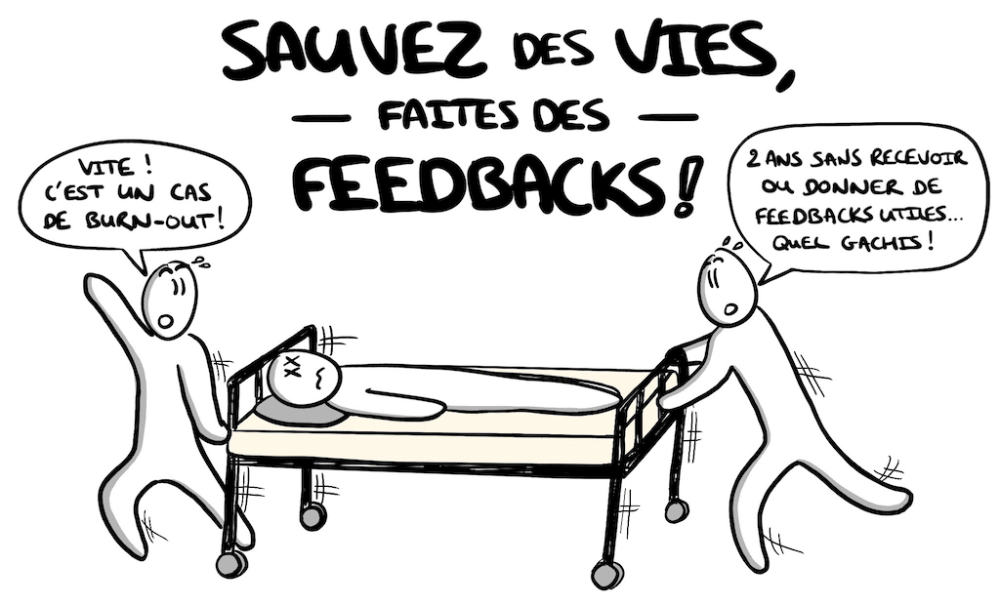 SAUVEZ DES VIES,
— FAITES DES —
FEEDBACKS !
VITE !
C'EST UN CAS
DE BURN-OUT !
2 ANS SANS RECEVOIR
OU DONNER DE
FEEDBACKS UTILES...
QUEL GACHIS !